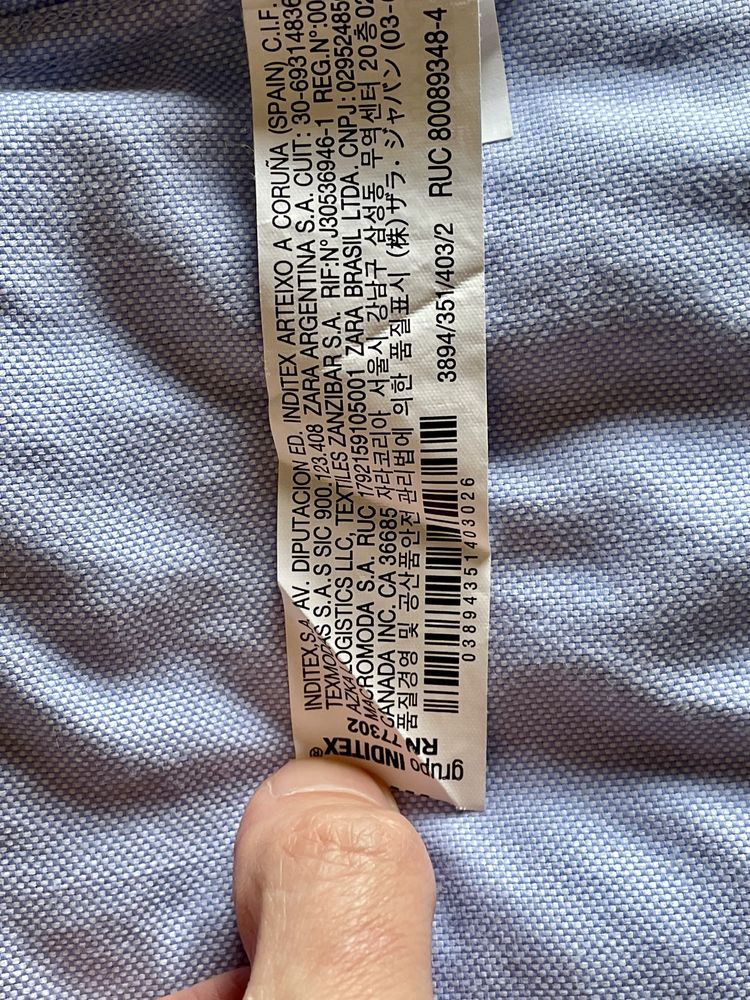 INDITEX,S.A AV. DIPUTACION ED. INDITEX ARTEIXO A CORUÑA (SPAIN) C.I.F.
TEXMODAS S.A.S SIC 900.123.408 ZARA ARGENTINA S.A. CUIT: 30-69314836
LOGISTICS LLC, TEXTILES ZANZIBAR S.A. RIF:Nº J30536946-1 REG.Nº:00
MACROMODA S.A. RUC 1792159105001 ZARA BRASIL LTDA. CNPJ: 02952485
CANADA INC. CA 36685 자라코리아 서울시 강남구 삼성동 무역센터 20층 02
품질경영 및 공산품안전 관리법에 의한 품질표시 (株)ザラ・ジャパン (03-
3894/351/403/2 RUC 80089348-4
03894351403026
RN 77302
grupo INDITEX®